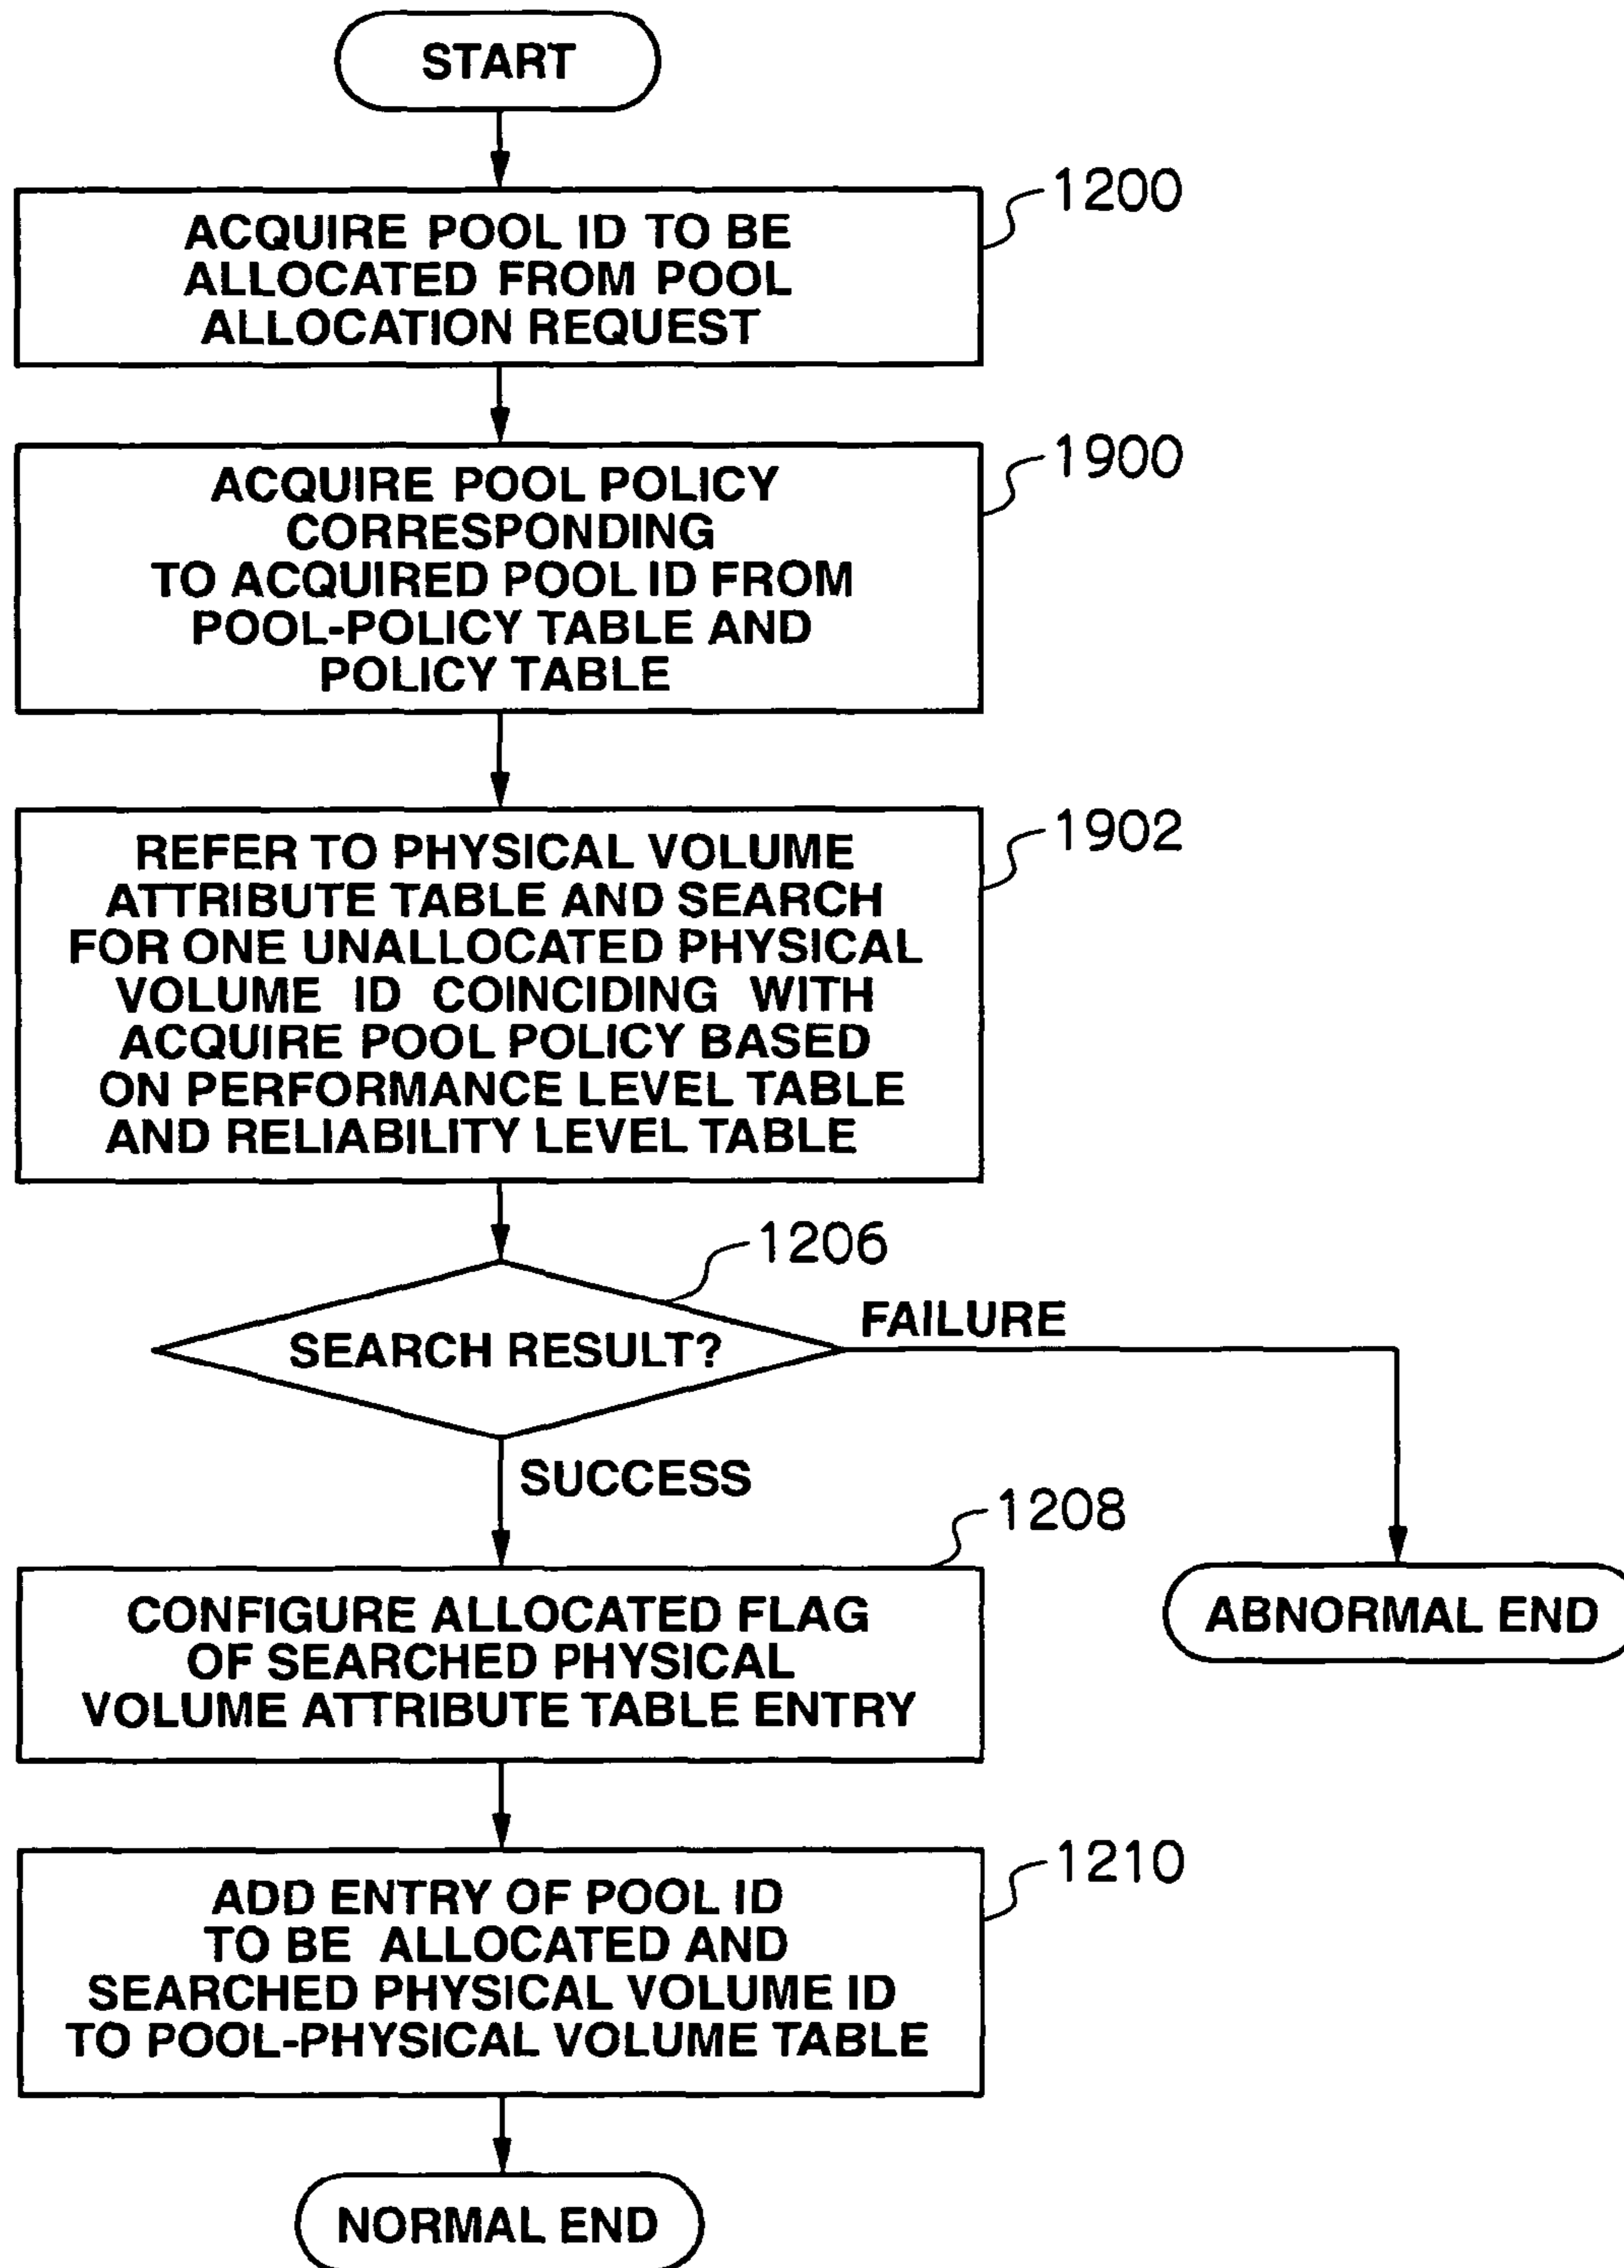 START
1200
ACQUIRE POOL ID TO BE
ALLOCATED FROM POOL
ALLOCATION REQUEST
1900
ACQUIRE POOL POLICY
CORRESPONDING
TO ACQUIRED POOL ID FROM
POOL-POLICY TABLE AND
POLICY TABLE
1902
REFER TO PHYSICAL VOLUME
ATTRIBUTE TABLE AND SEARCH
FOR ONE UNALLOCATED PHYSICAL
VOLUME ID COINCIDING WITH
ACQUIRE POOL POLICY BASED
ON PERFORMANCE LEVEL TABLE
AND RELIABILITY LEVEL TABLE
1206
SEARCH RESULT?
FAILURE
SUCCESS
1208
CONFIGURE ALLOCATED FLAG
OF SEARCHED PHYSICAL
VOLUME ATTRIBUTE TABLE ENTRY
ABNORMAL END
1210
ADD ENTRY OF POOL ID
TO BE ALLOCATED AND
SEARCHED PHYSICAL VOLUME ID
TO POOL-PHYSICAL VOLUME TABLE
NORMAL END